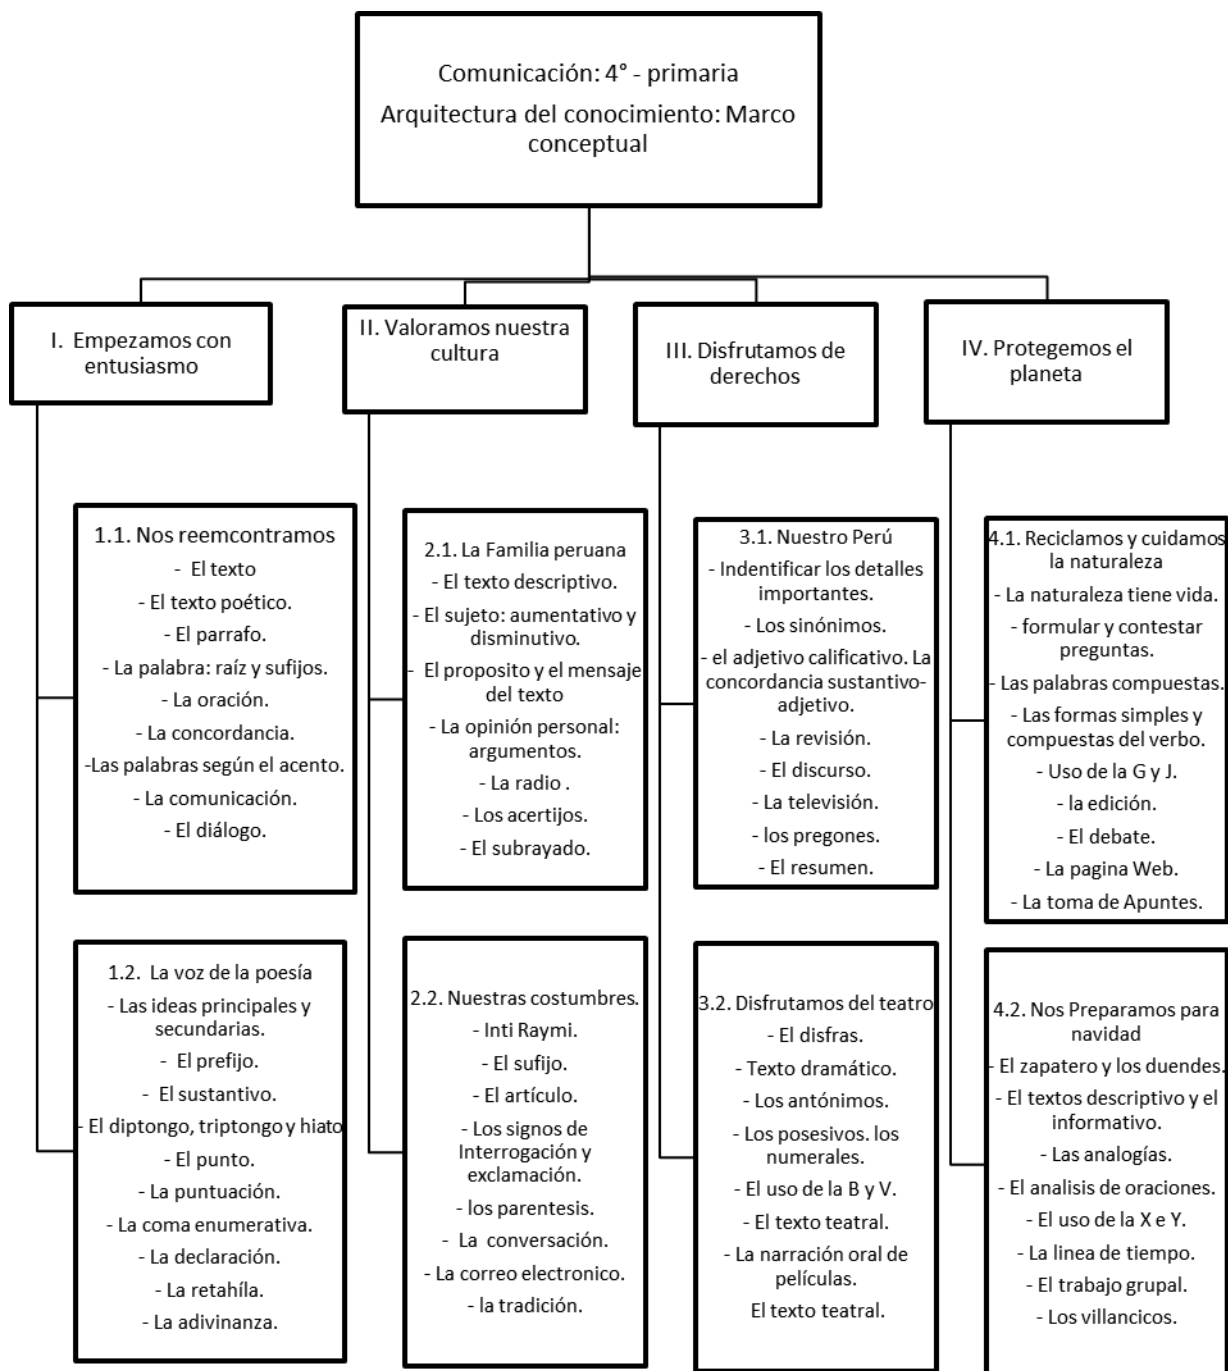 Comunicación: 4° - primaria
Arquitectura del conocimiento: Marco
conceptual
I.  Empezamos con
entusiasmo
1.1. Nos reemcontramos
- El texto
- El texto poético.
- El parrafo.
- La palabra: raíz y sufijos.
- La oración.
- La concordancia.
-Las palabras según el acento.
- La comunicación.
- El diálogo.
1.2.  La voz de la poesía
- Las ideas principales y
secundarias.
- El prefijo.
- El sustantivo.
- El diptongo, triptongo y hiato
- El punto.
- La puntuación.
- La coma enumerativa.
- La declaración.
- La retahíla.
- La adivinanza.
II. Valoramos nuestra
cultura
2.1. La Familia peruana
- El texto descriptivo.
- El sujeto: aumentativo y
disminutivo.
- El proposito y el mensaje
del texto
- La opinión personal:
argumentos.
- La radio .
- Los acertijos.
- El subrayado.
2.2. Nuestras costumbres.
- Inti Raymi.
- El sufijo.
- El artículo.
- Los signos de
Interrogación y
exclamación.
- los parentesis.
- La  conversación.
- La correo electronico.
- la tradición.
III. Disfrutamos de
derechos
3.1. Nuestro Perú
- Indentificar los detalles
importantes.
- Los sinónimos.
- el adjetivo calificativo. La
concordancia sustantivo-
adjetivo.
- La revisión.
- El discurso.
- La televisión.
- los pregones.
- El resumen.
3.2. Disfrutamos del teatro
- El disfras.
- Texto dramático.
- Los antónimos.
- Los posesivos. los
numerales.
- El uso de la B y V.
- El texto teatral.
- La narración oral de
películas.
El texto teatral.
IV. Protegemos el
planeta
4.1. Reciclamos y cuidamos
la naturaleza
- La naturaleza tiene vida.
- formular y contestar
preguntas.
- Las palabras compuestas.
- Las formas simples y
compuestas del verbo.
- Uso de la G y J.
- la edición.
- El debate.
- La pagina Web.
- La toma de Apuntes.
4.2. Nos Preparamos para
navidad
- El zapatero y los duendes.
- El textos descriptivo y el
informativo.
- Las analogías.
- El analisis de oraciones.
- El uso de la X e Y.
- La linea de tiempo.
- El trabajo grupal.
- Los villancicos.